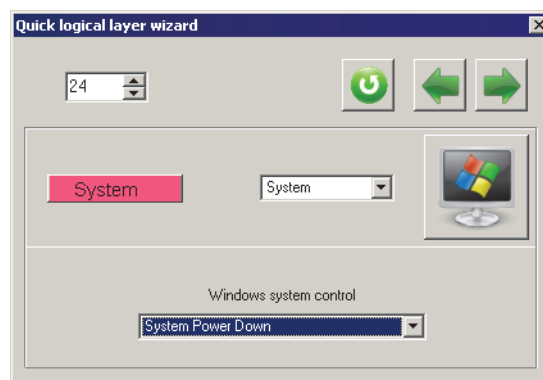 Quick logical layer wizard
24
System
System
Windows system control
System Power Down